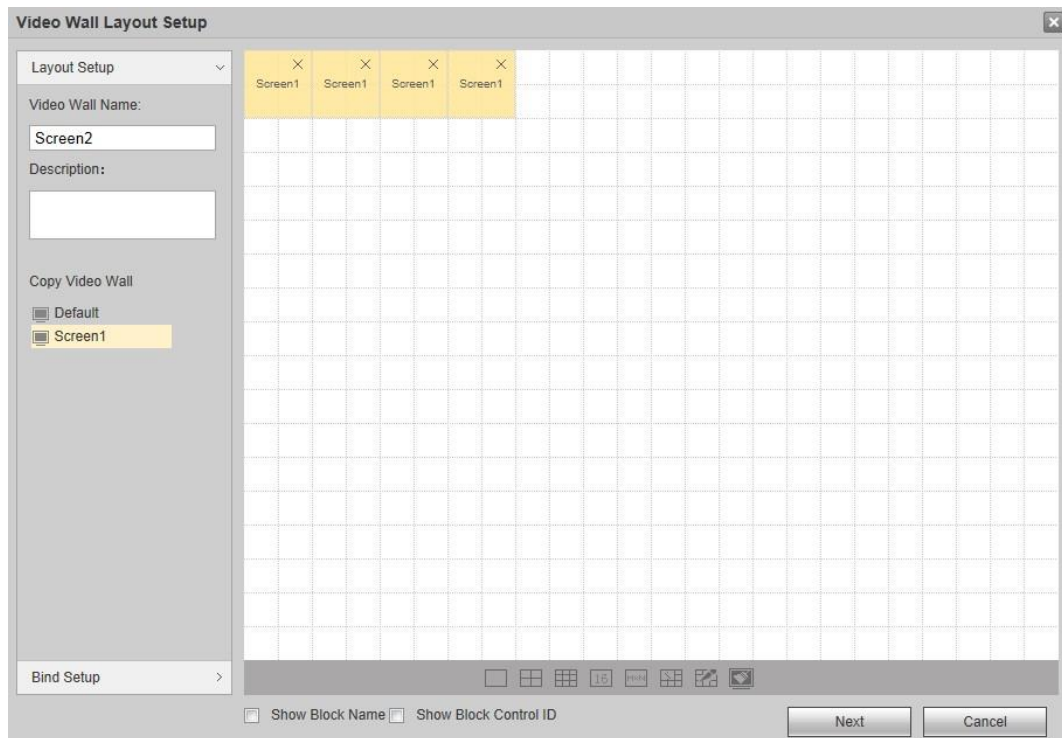 Video Wall Layout Setup
Layout Setup
Video Wall Name:
Screen2
Description:
Copy Video Wall
Default
Screen1
Bind Setup
Screen1 Screen1 Screen1 Screen1
16 M×N
Show Block Name Show Block Control ID
Next Cancel